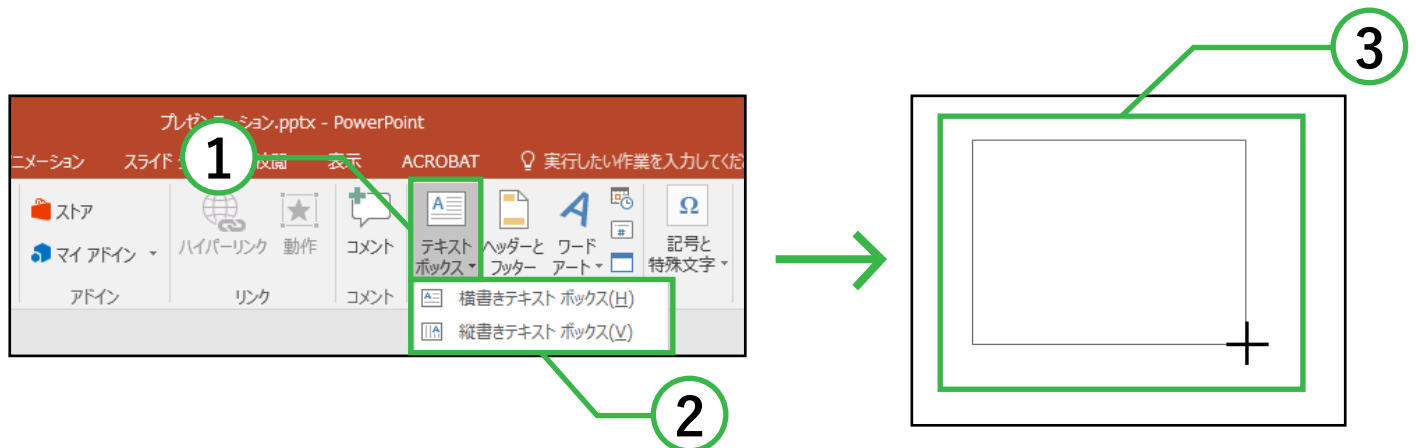 3
プレゼンテーション.pptx - PowerPoint
1
ニメーション スライド 校閲 表示 ACROBAT 実行したい作業を入力してくだ
ストア
マイ アドイン
ハイパーリンク 動作
コメント
テキスト ボックス
ヘッダーと フッター
ワード アート
Ω
記号と 特殊文字
アドイン リンク コメント
横書きテキスト ボックス(H)
縦書きテキスト ボックス(V)
2